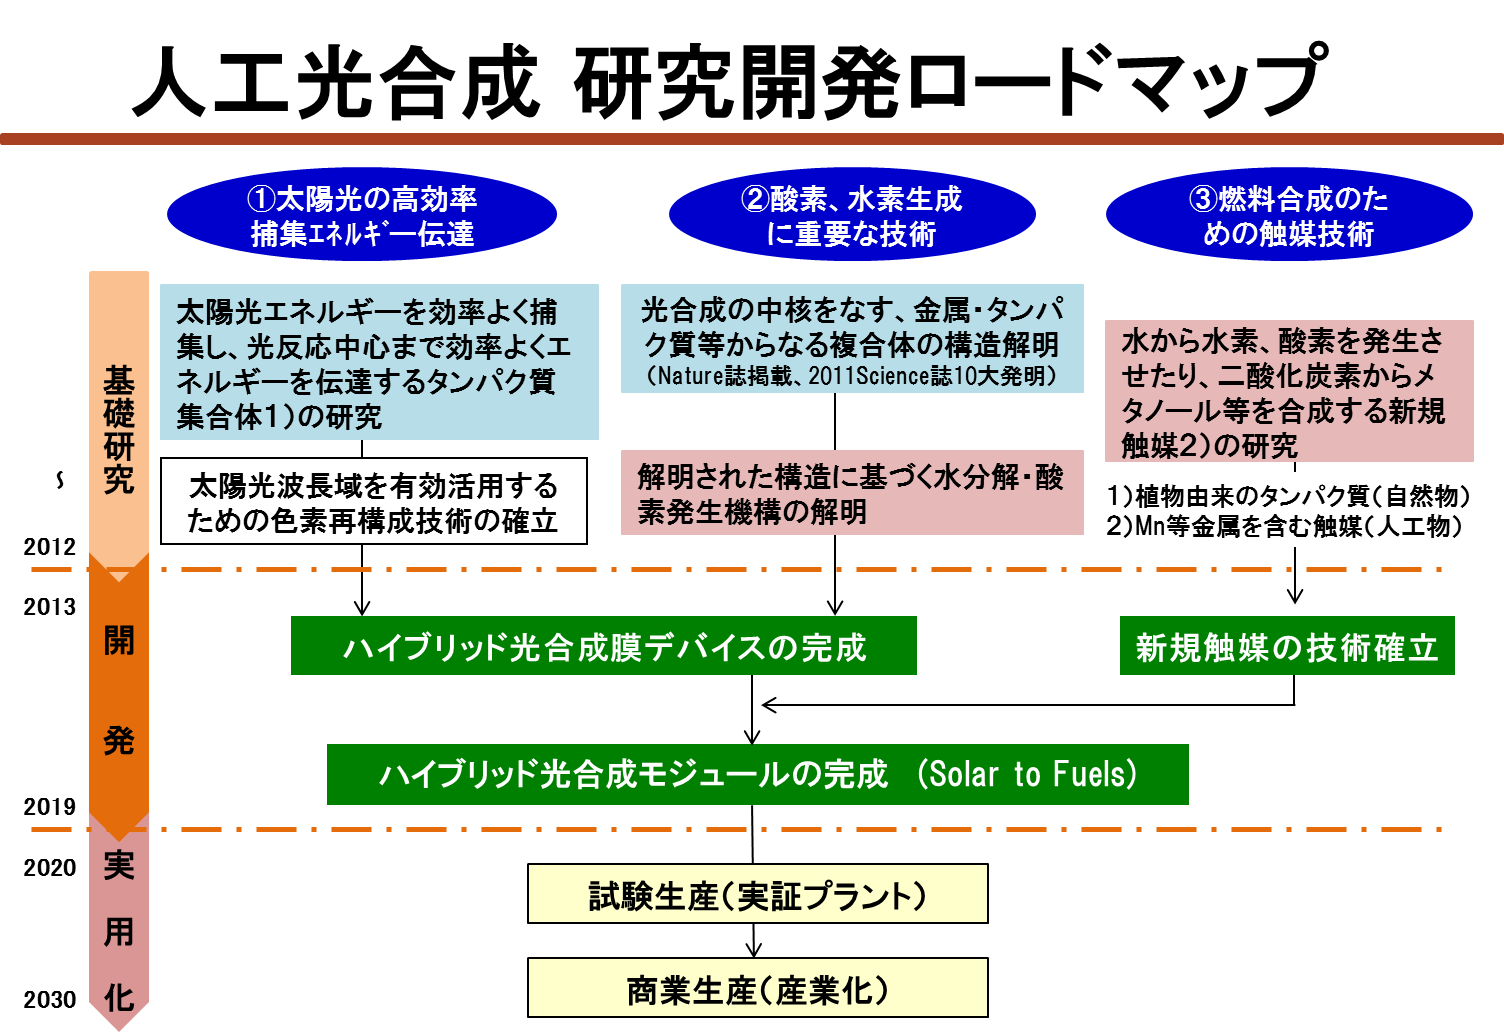 人工光合成 研究開発ロードマップ
①太陽光の高効率
捕集ｴﾈﾙｷﾞｰ伝達
②酸素、水素生成
に重要な技術
③燃料合成のた
めの触媒技術
基礎研究
～
2012
太陽光エネルギーを効率よく捕
集し、光反応中心まで効率よくエ
ネルギーを伝達するタンパク質
集合体１）の研究
太陽光波長域を有効活用する
ための色素再構成技術の確立
光合成の中核をなす、金属・タンパ
ク質等からなる複合体の構造解明
（Nature誌掲載、2011Science誌10大発明）
解明された構造に基づく水分解・酸
素発生機構の解明
水から水素、酸素を発生さ
せたり、二酸化炭素からメ
タノール等を合成する新規
触媒２）の研究
１）植物由来のタンパク質（自然物）
２）Mn等金属を含む触媒（人工物）
2013
開発
2019
ハイブリッド光合成膜デバイスの完成
新規触媒の技術確立
ハイブリッド光合成モジュールの完成　（Solar to Fuels）
2020
実用化
2030
試験生産（実証プラント）
商業生産（産業化）